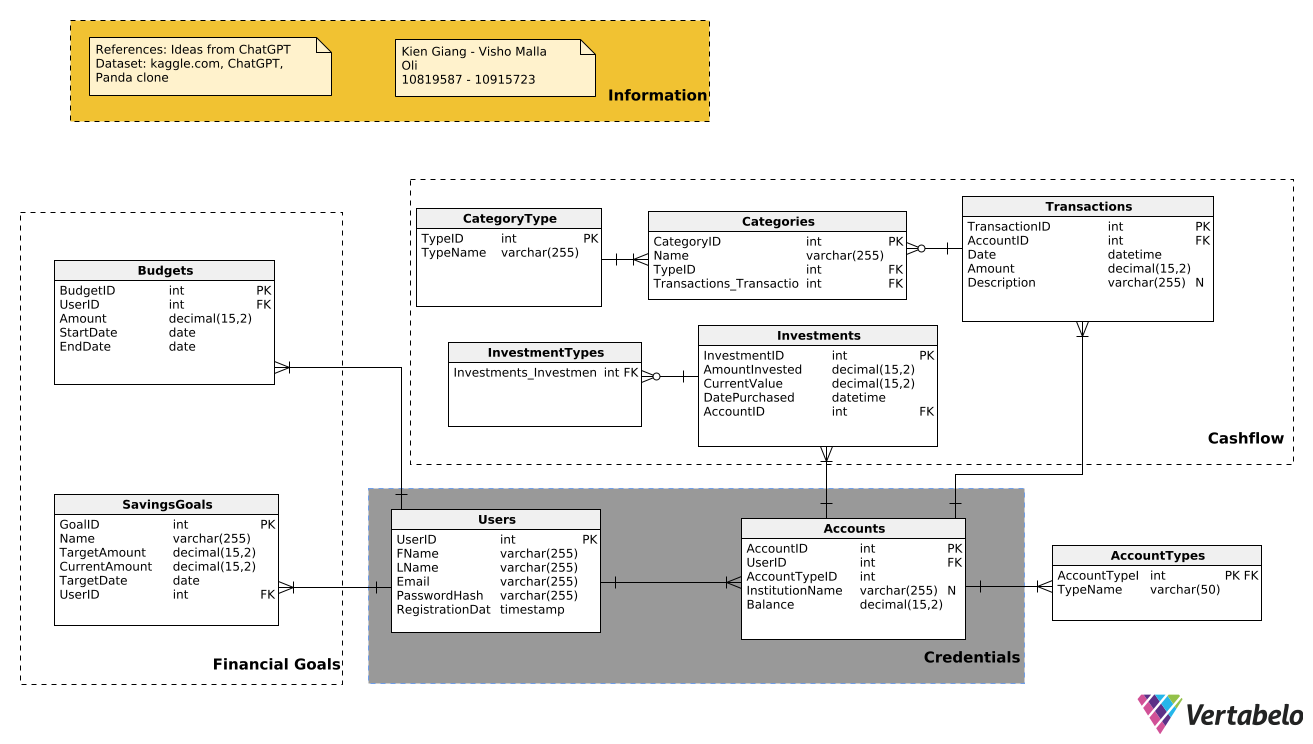 References: Ideas from ChatGPT
Dataset: kaggle.com, ChatGPT,
Panda clone
Kien Giang - Visho Malla
Oli
10819587 - 10915723
Information
CategoryType
TypeID int PK
TypeName varchar(255)
Categories
CategoryID int PK
Name varchar(255)
TypeID int FK
Transactions_Transactio int FK
Transactions
TransactionID int PK
AccountID int FK
Date datetime
Amount decimal(15,2)
Description varchar(255) N
Budgets
BudgetID int PK
UserID int FK
Amount decimal(15,2)
StartDate date
EndDate date
InvestmentTypes
Investments_Investmen int FK
Investments
InvestmentID int PK
AmountInvested decimal(15,2)
CurrentValue decimal(15,2)
DatePurchased datetime
AccountID int FK
Cashflow
SavingsGoals
GoalID int PK
Name varchar(255)
TargetAmount decimal(15,2)
CurrentAmount decimal(15,2)
TargetDate date
UserID int FK
Financial Goals
Users
UserID int PK
FName varchar(255)
LName varchar(255)
Email varchar(255)
PasswordHash varchar(255)
RegistrationDat timestamp
Accounts
AccountID int PK
UserID int FK
AccountTypeID int
InstitutionName varchar(255) N
Balance decimal(15,2)
Credentials
AccountTypes
AccountTypeI int PK FK
TypeName varchar(50)
Vertabelo